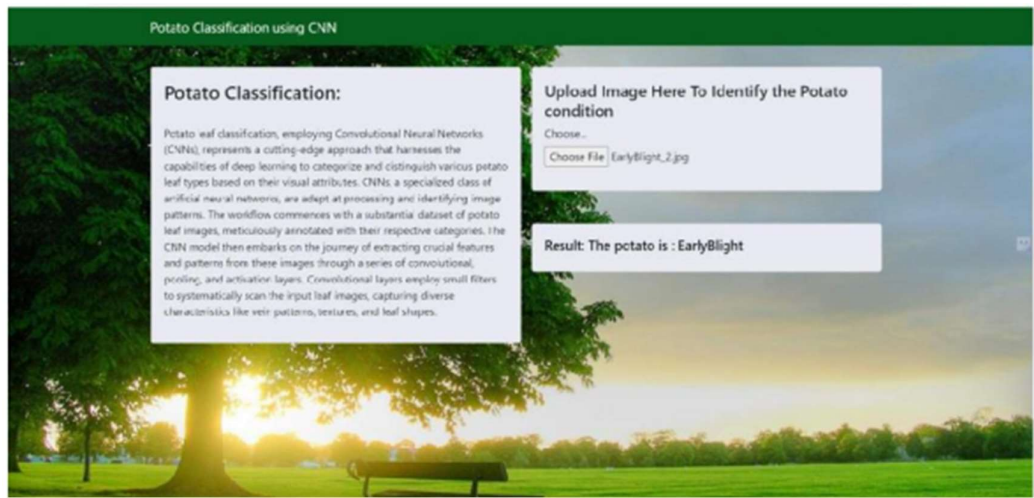 Potato Classification using CNN
Potato Classification:
Potato leaf classification, employing Convolutional Neural Networks
(CNNs), represents a cutting-edge approach that harnesses the
capabilities of deep learning to categorize and distinguish various potato
leaf types based on their visual attributes. CNNs, a specialized class of
artificial neural networks, are adept at processing and identifying image
patterns. The workflow commences with a substantial dataset of potato
leaf images, meticulously annotated with their respective categories. The
CNN model then embarks on the journey of extracting crucial features
and patterns from these images through a series of convolutional,
pooling, and activation layers. Convolutional layers employ small filters
to systematically scan the input leaf images, capturing diverse
characteristics like vein patterns, textures, and leaf shapes.
Upload Image Here To Identify the Potato
condition
Choose..
Choose File EarlyBlight_2.jpg
Result: The potato is : EarlyBlight